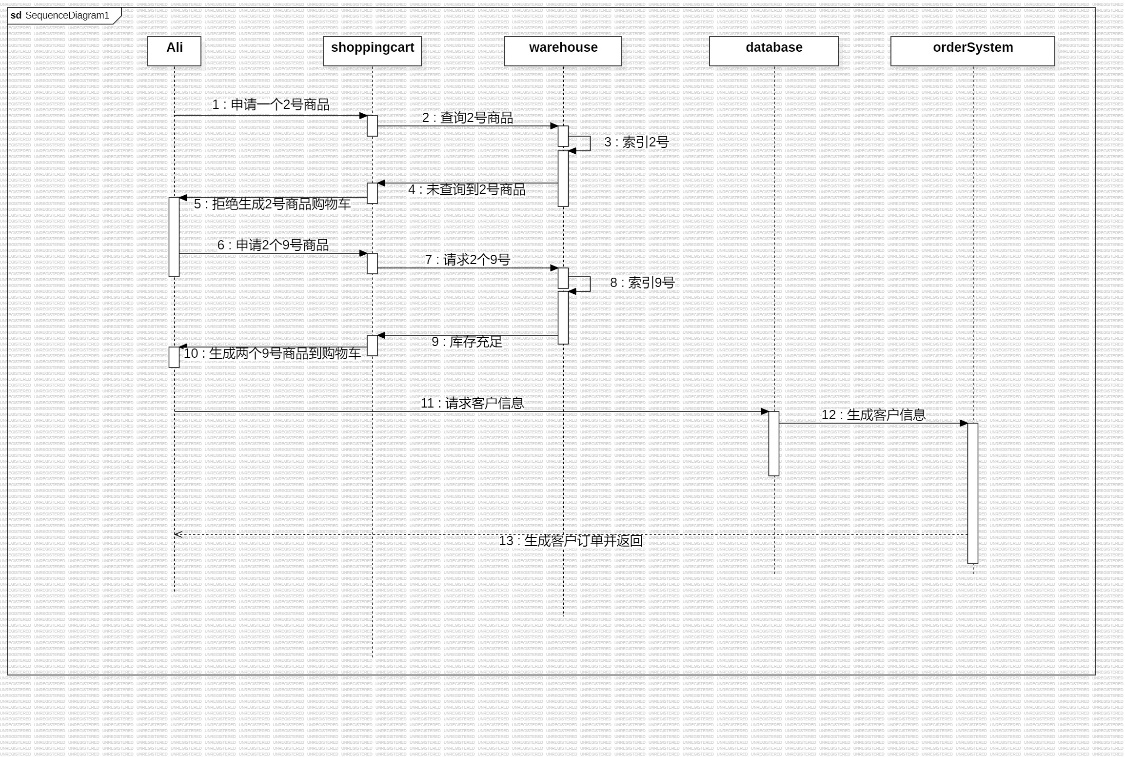 sd SequenceDiagram1
Ali
shoppingcart
warehouse
database
orderSystem
1 : 申请一个2号商品
2 : 查询2号商品
3 : 索引2号
4 : 未查询到2号商品
5 : 拒绝生成2号商品购物车
6 : 申请2个9号商品
7 : 请求2个9号
8 : 索引9号
9 : 库存充足
10 : 生成两个9号商品到购物车
11 : 请求客户信息
12 : 生成客户信息
13 : 生成客户订单并返回